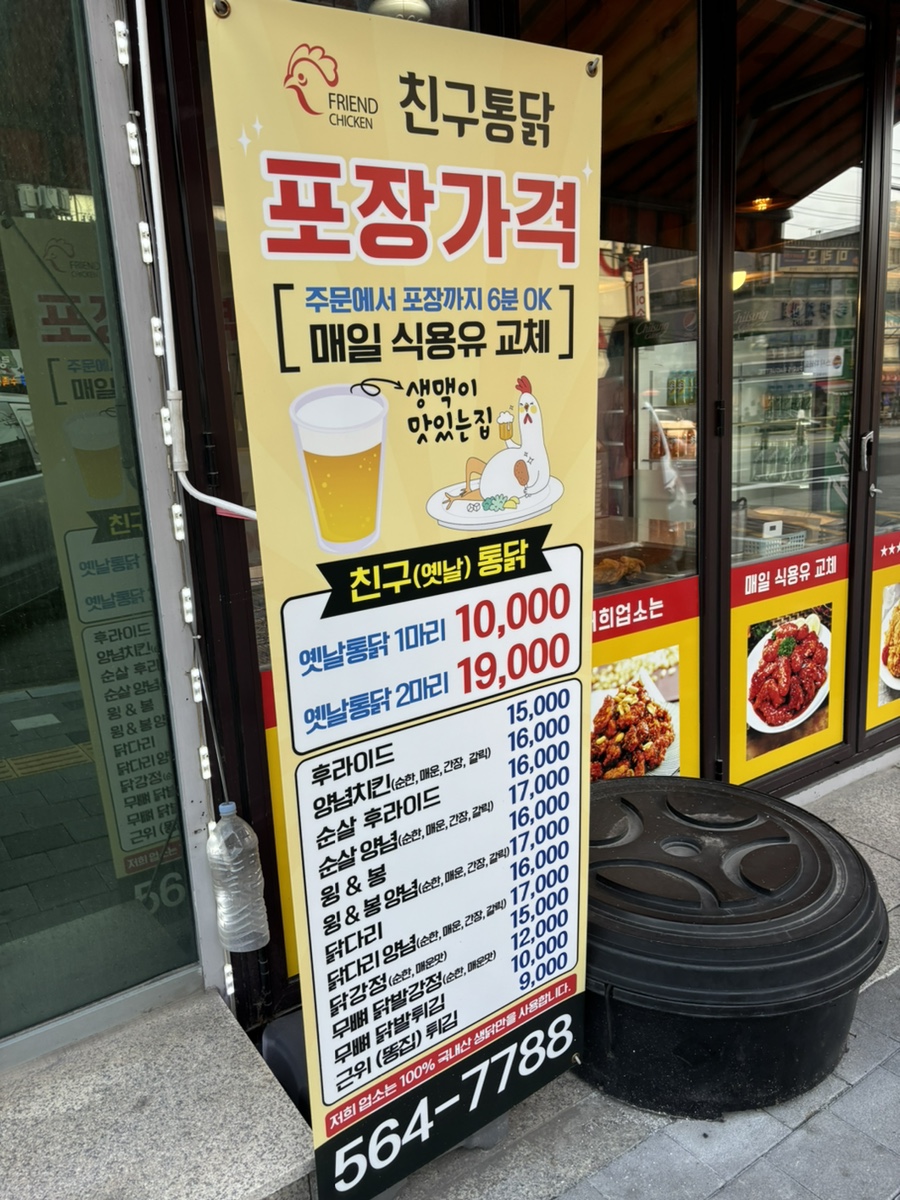 FRIEND
CHICKEN
친구통닭
포장가격
주문에서 포장까지 6분 OK
매일 식용유 교체
생맥이
맛있는집
친구(옛날) 통닭
옛날통닭 1마리 10,000
옛날통닭 2마리 19,000
후라이드 15,000
양념치킨(순한, 매운, 간장, 갈릭) 16,000
순살 후라이드 16,000
순살 양념(순한, 매운, 간장, 갈릭) 17,000
윙 & 봉 16,000
윙 & 봉 양념(순한, 매운, 간장, 갈릭) 17,000
닭다리 16,000
닭다리 양념(순한, 매운, 간장, 갈릭) 17,000
닭강정(순한, 매운맛) 15,000
무뼈 닭발강정(순한, 매운맛) 12,000
무뼈 닭발튀김 10,000
근위 (똥집) 튀김 9,000
저희 업소는 100% 국내산 생닭만을 사용합니다.
564-7788
저희업소는
매일 식용유 교체